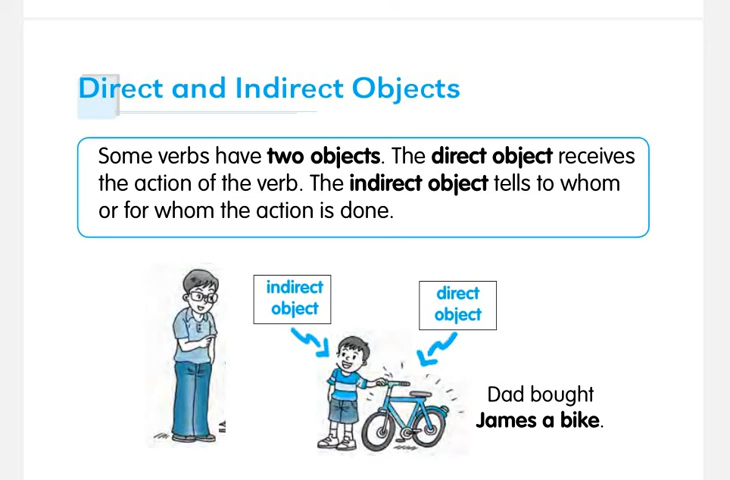 Direct and Indirect Objects
Some verbs have two objects. The direct object receives
the action of the verb. The indirect object tells to whom
or for whom the action is done.
indirect
object
direct
object
Dad bought
James a bike.